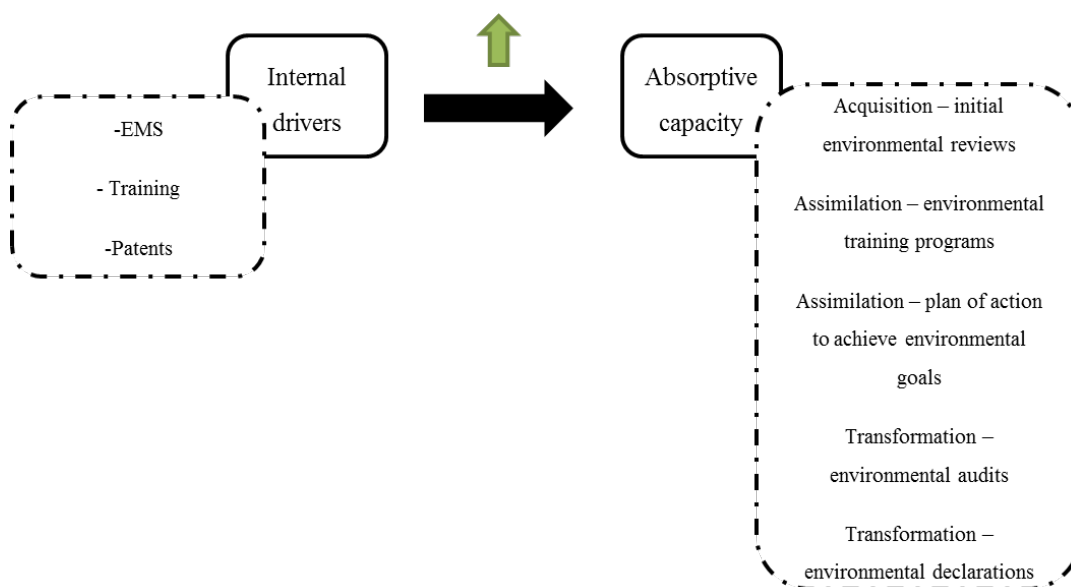 Internal
drivers
-EMS
- Training
-Patents
Absorptive
capacity
Acquisition – initial
environmental reviews
Assimilation – environmental
training programs
Assimilation – plan of action
to achieve environmental
goals
Transformation –
environmental audits
Transformation –
environmental declarations